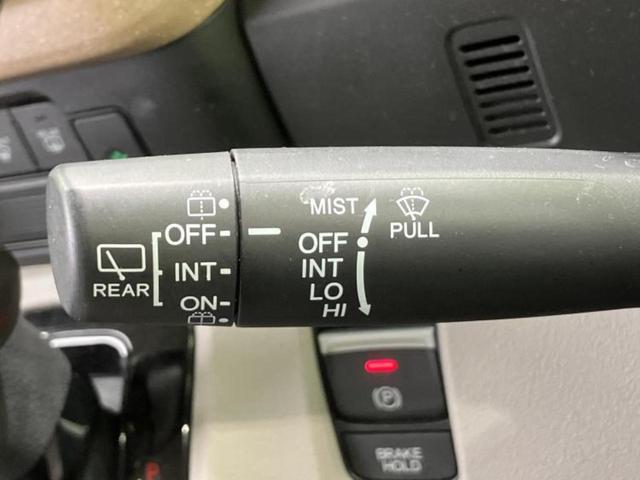 OFF
INT
ON
REAR
MIST
OFF
INT
LO
HI
PULL
P
BRAKE
HOLD